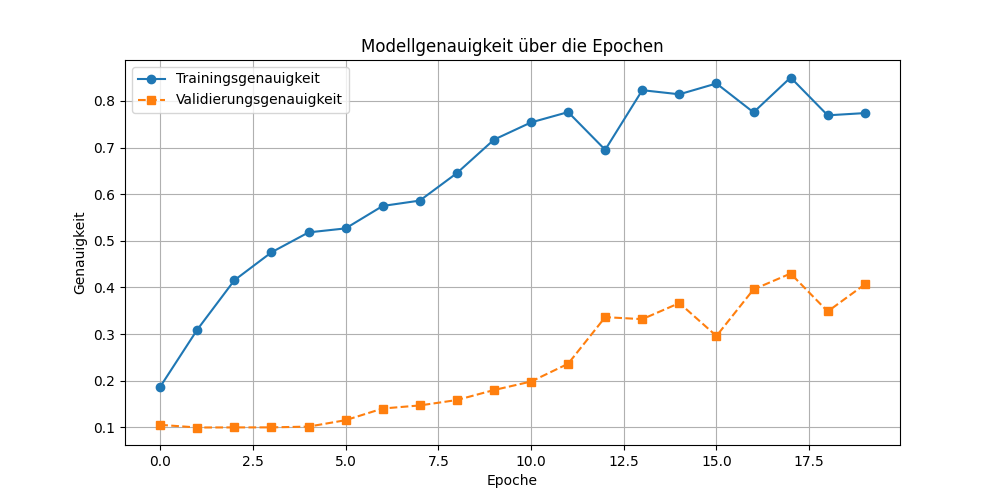 Modellgenauigkeit über die Epochen
Trainingsgenauigkeit
Validierungsgenauigkeit
Genauigkeit
0.8
0.7
0.6
0.5
0.4
0.3
0.2
0.1
0.0 2.5 5.0 7.5 10.0 12.5 15.0 17.5
Epoche